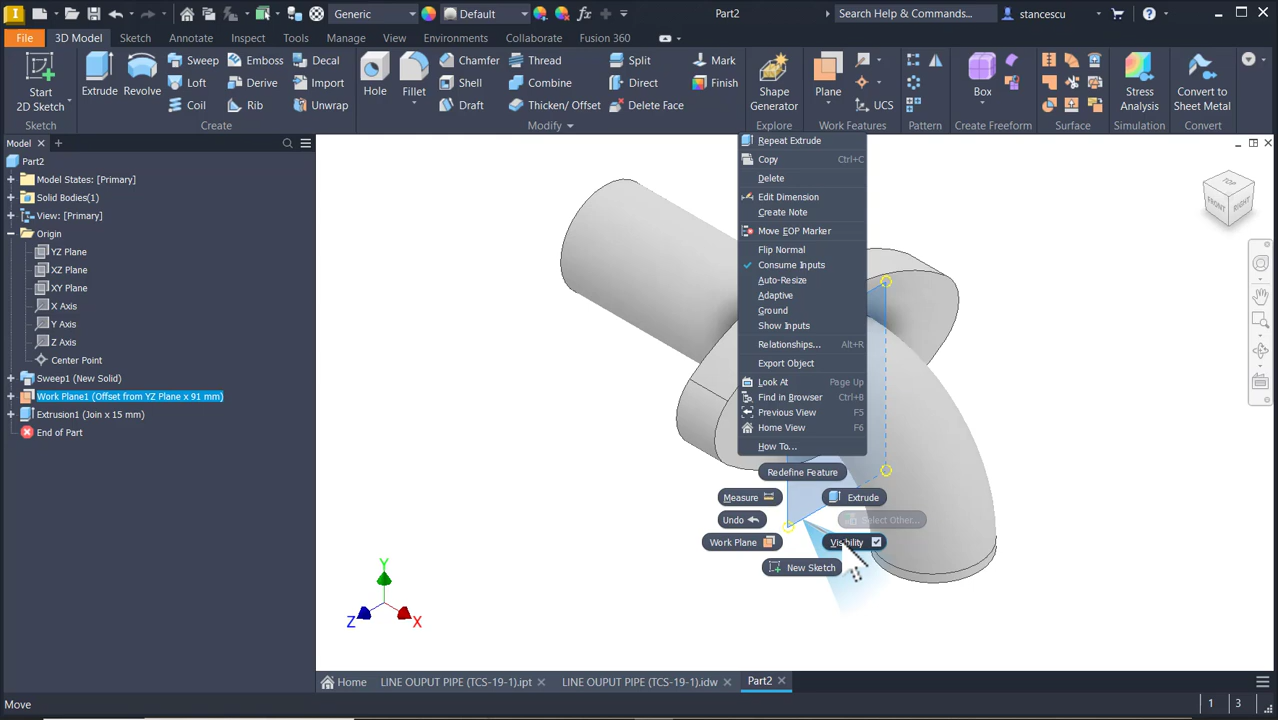 Generic
Default
Part2
Search Help & Commands...
stancescu
File
3D Model
Sketch
Annotate
Inspect
Tools
Manage
View
Environments
Collaborate
Fusion 360
Start
2D Sketch
Extrude
Revolve
Sweep
Loft
Coil
Emboss
Derive
Rib
Decal
Import
Unwrap
Hole
Fillet
Chamfer
Shell
Draft
Thread
Combine
Thicken/ Offset
Split
Direct
Delete Face
Mark
Finish
Shape
Generator
Plane
UCS
Box
Stress
Analysis
Convert to
Sheet Metal
Sketch
Create
Modify
Explore
Work Features
Pattern
Create Freeform
Surface
Simulation
Convert
Model
Part2
Model States: [Primary]
Solid Bodies(1)
View: [Primary]
Origin
YZ Plane
XZ Plane
XY Plane
X Axis
Y Axis
Z Axis
Center Point
Sweep1 (New Solid)
Work Plane1 (Offset from YZ Plane x 91 mm)
Extrusion1 (Join x 15 mm)
End of Part
Repeat Extrude
Copy Ctrl+C
Delete
Edit Dimension
Create Note
Move EOP Marker
Flip Normal
Consume Inputs
Auto-Resize
Adaptive
Ground
Show Inputs
Relationships... Alt+R
Export Object
Look At Page Up
Find in Browser Ctrl+B
Previous View F5
Home View F6
How To...
Redefine Feature
Measure
Extrude
Undo
Select Other...
Work Plane
Visibility
New Sketch
TOP
FRONT
RIGHT
Y
Z
X
Home
LINE OUPUT PIPE (TCS-19-1).ipt
LINE OUPUT PIPE (TCS-19-1).idw
Part2
Move
1
3